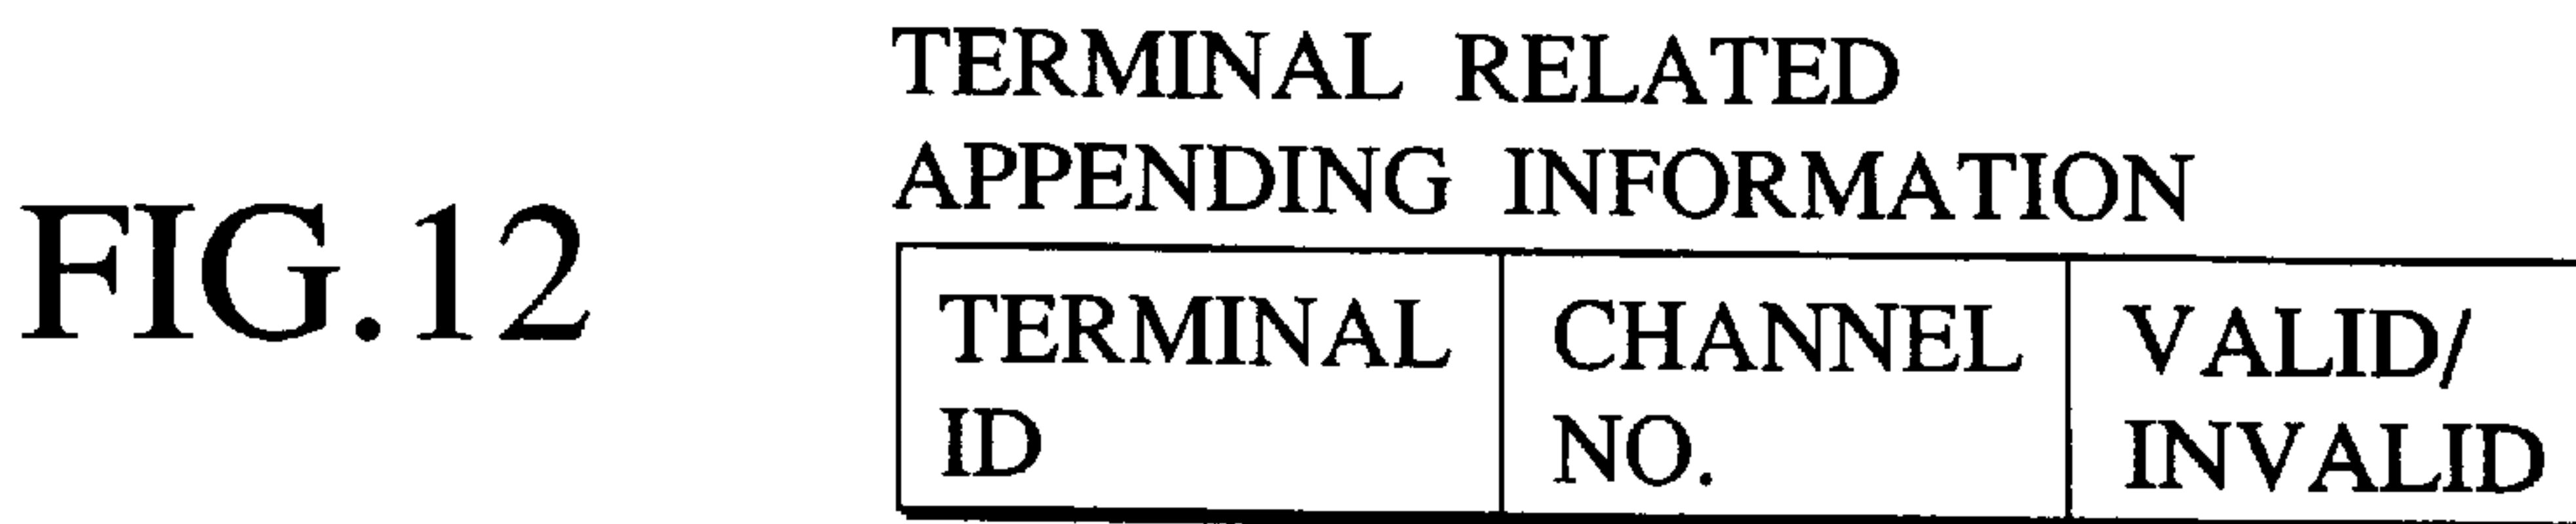 FIG.12
TERMINAL RELATED
APPENDING INFORMATION
TERMINAL
ID
CHANNEL
NO.
VALID/
INVALID